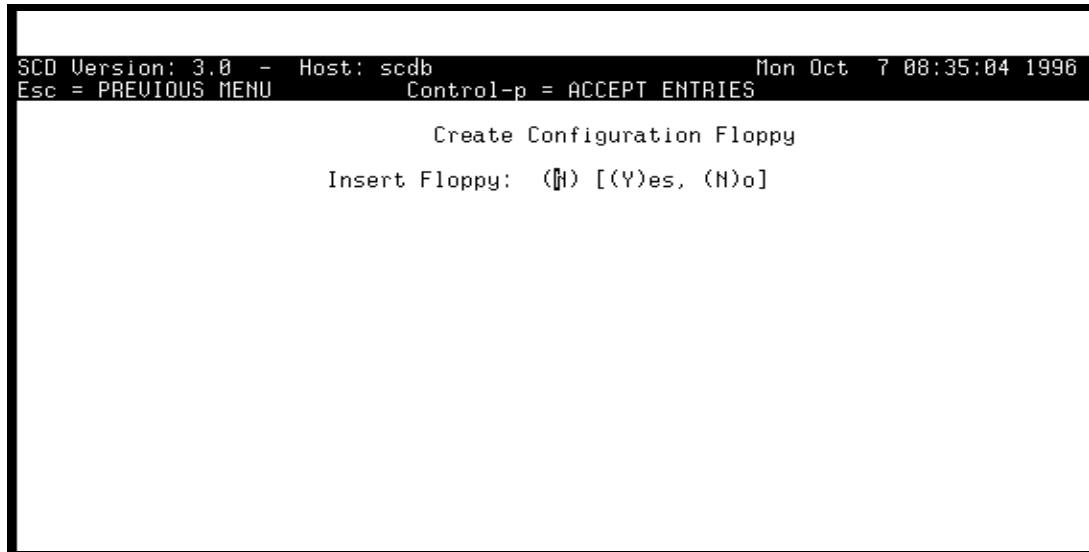 SCD Version: 3.0 - Host: scdb Mon Oct 7 08:35:04 1996
Esc = PREVIOUS MENU Control-p = ACCEPT ENTRIES
Create Configuration Floppy
Insert Floppy: (N) [(Y)es, (N)o]